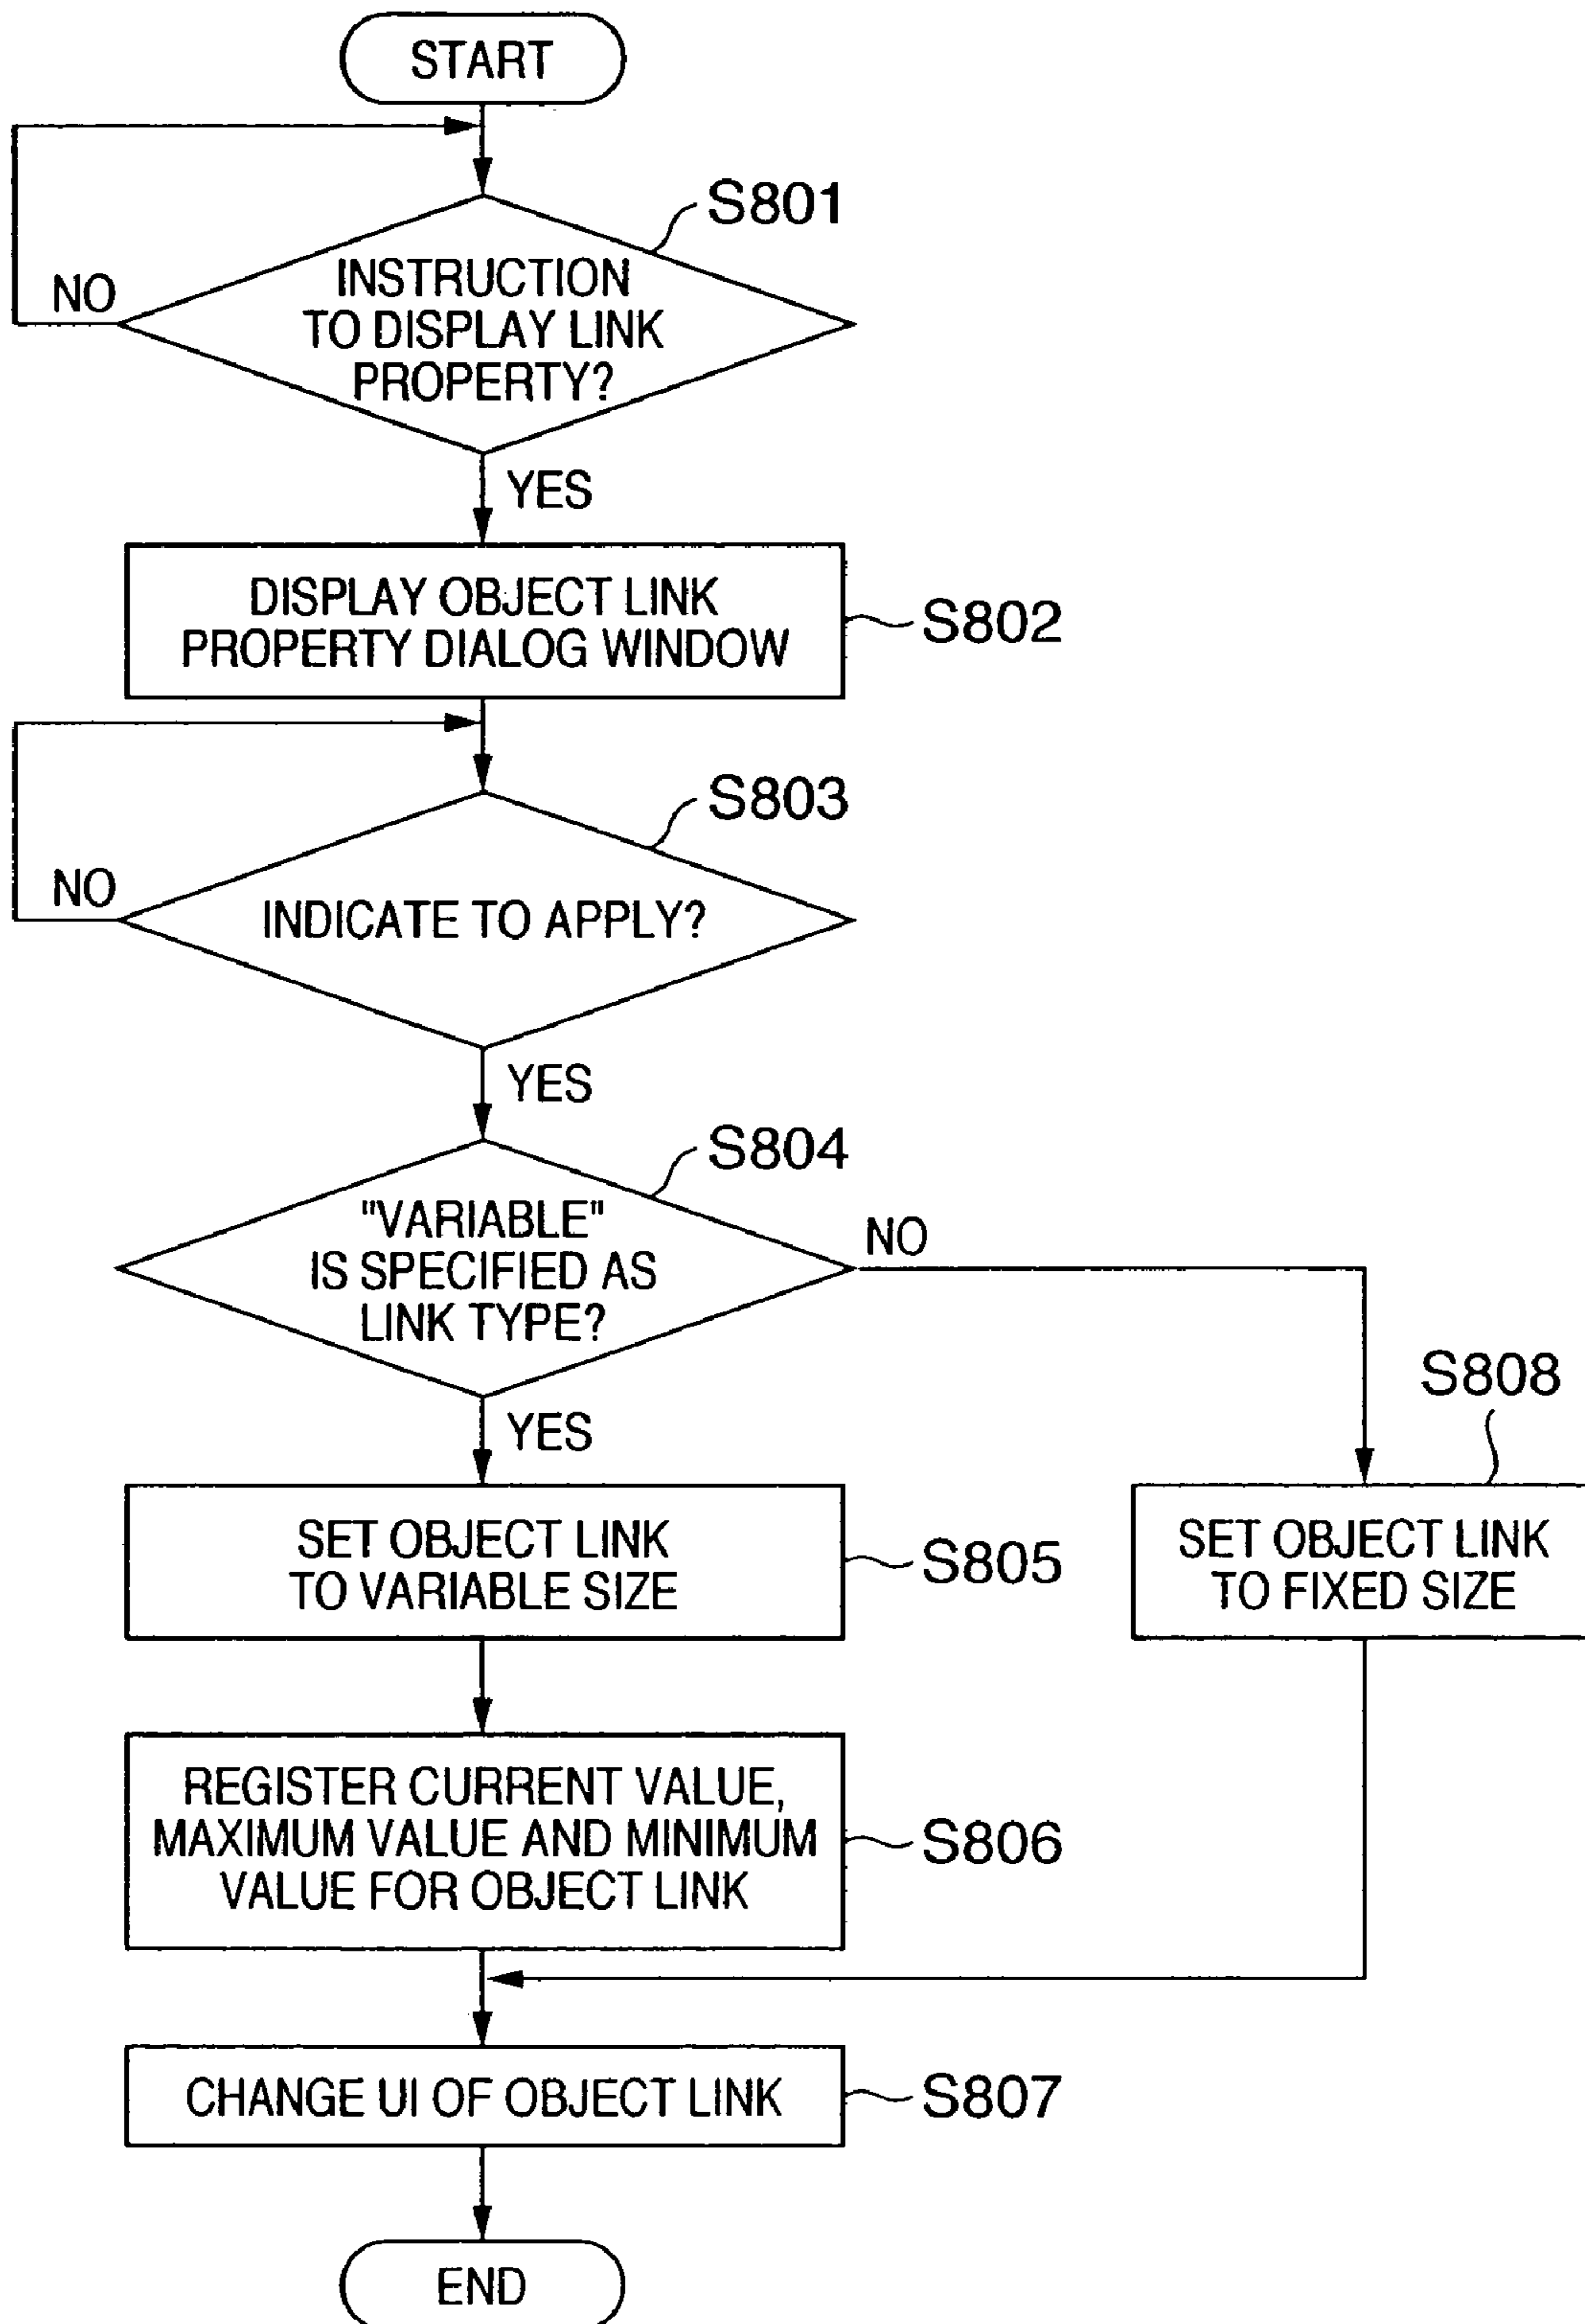 START
S801
INSTRUCTION
TO DISPLAY LINK
PROPERTY?
NO
YES
DISPLAY OBJECT LINK
PROPERTY DIALOG WINDOW
S802
S803
NO
INDICATE TO APPLY?
YES
S804
"VARIABLE"
IS SPECIFIED AS
LINK TYPE?
NO
YES
S808
SET OBJECT LINK
TO VARIABLE SIZE
S805
SET OBJECT LINK
TO FIXED SIZE
REGISTER CURRENT VALUE,
MAXIMUM VALUE AND MINIMUM
VALUE FOR OBJECT LINK
S806
CHANGE UI OF OBJECT LINK
S807
END